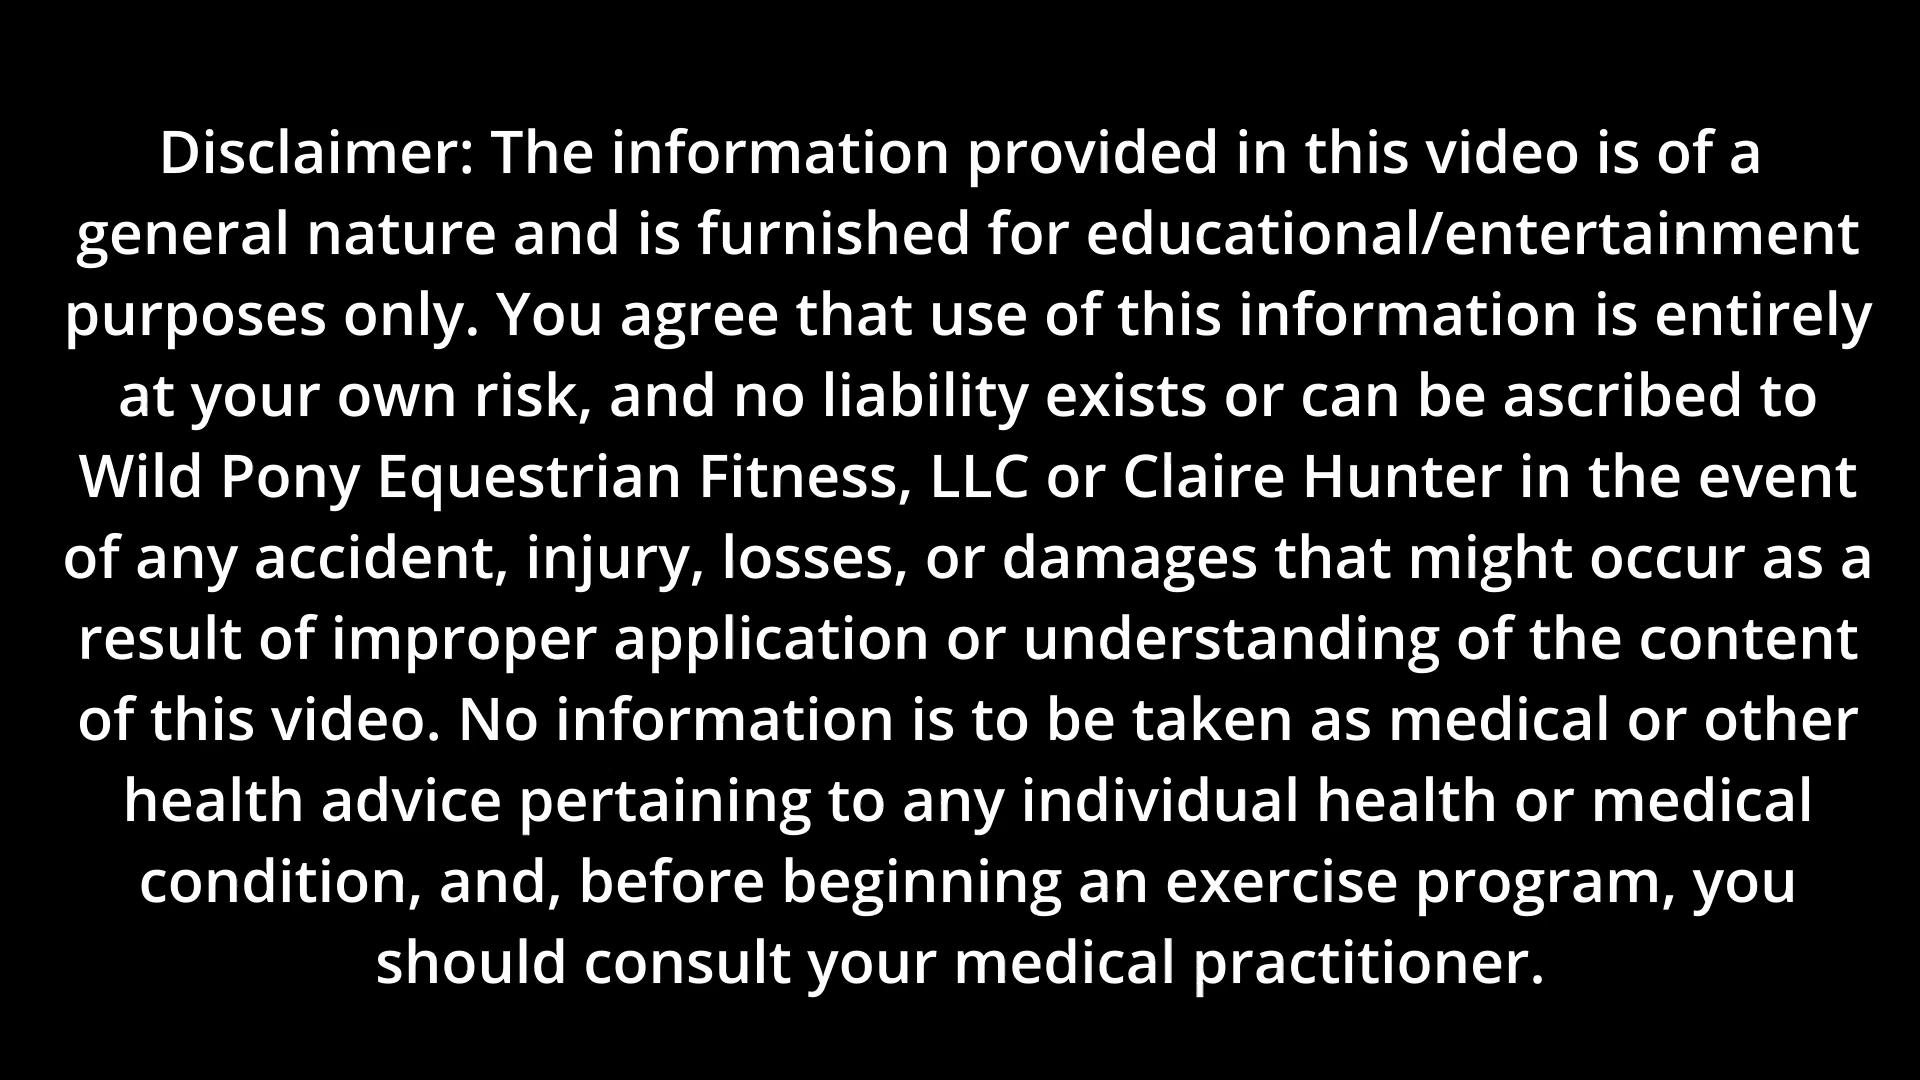 Disclaimer: The information provided in this video is of a
general nature and is furnished for educational/entertainment
purposes only. You agree that use of this information is entirely
at your own risk, and no liability exists or can be ascribed to
Wild Pony Equestrian Fitness, LLC or Claire Hunter in the event
of any accident, injury, losses, or damages that might occur as a
result of improper application or understanding of the content
of this video. No information is to be taken as medical or other
health advice pertaining to any individual health or medical
condition, and, before beginning an exercise program, you
should consult your medical practitioner.